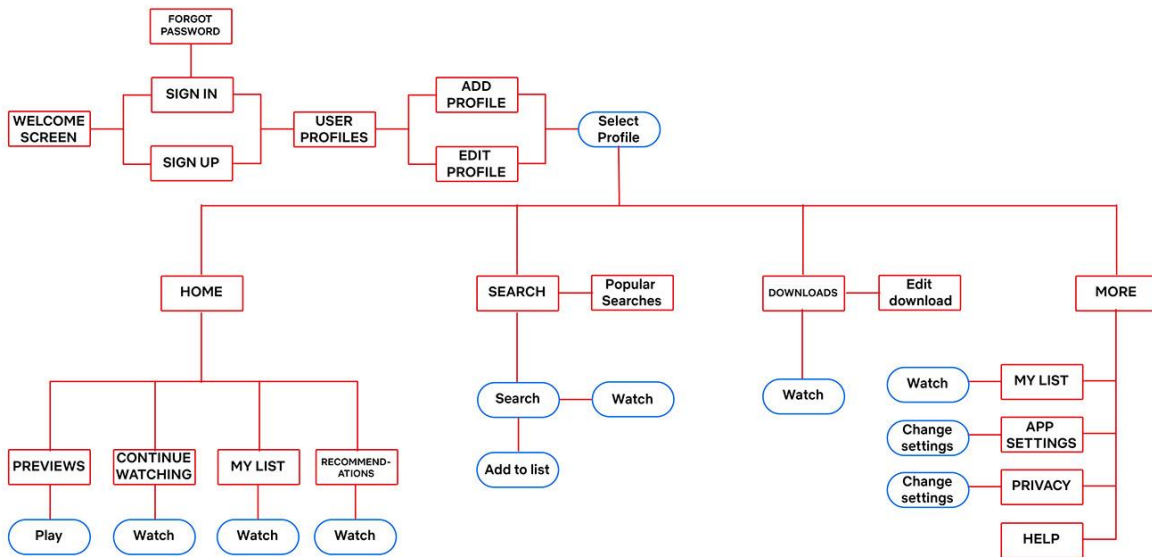 FORGOT
PASSWORD
SIGN IN
ADD
PROFILE
WELCOME
SCREEN
USER
PROFILES
Select
Profile
SIGN UP
EDIT
PROFILE
HOME
SEARCH
Popular
Searches
DOWNLOADS
Edit
download
MORE
Search
Watch
Watch
Watch
MY LIST
Change
settings
APP
SETTINGS
Add to list
PREVIEWS
CONTINUE
WATCHING
MY LIST
RECOMMEND-
ATIONS
Change
settings
PRIVACY
Play
Watch
Watch
Watch
HELP